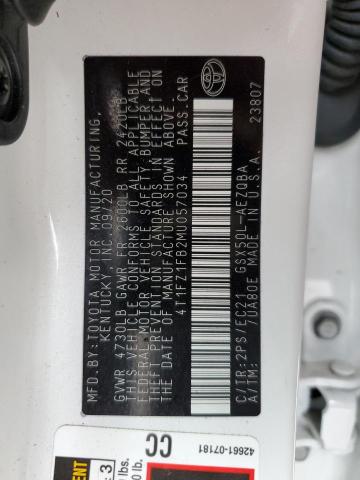 MFD.BY:TOYOTA MOTOR MANUFACTURING,
KENTUCKY, INC.09/20
GVWR 4730LB GAWR FR 2600LB RR 2420LB
THIS VEHICLE CONFORMS TO ALL APPLICABLE
FEDERAL MOTOR VEHICLE SAFETY, BUMPER AND
THEFT PREVENTION STANDARDS IN EFFECT ON
THE DATE OF MANUFACTURE SHOWN ABOVE.
4T1FZ1FB2MU057034 PASS.CAR
C/TR:2PS/EC21 GSX50L-AEZQBA
A/TM: /UA80E MADE IN U.S.A. 23807
42661-07181
CC